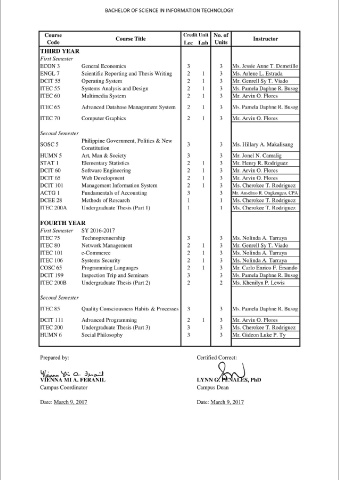 BACHELOR OF SCIENCE IN INFORMATION TECHNOLOGY
Course Code Course Title Credit Unit Lec Lab No. of Units Instructor
THIRD YEAR
First Semester
ECON 3 General Economics 3 3 Ms. Jessie Anne T. Demetillo
ENGL 7 Scientific Reporting and Thesis Writing 2 1 3 Ms. Arlene L. Estrada
DCIT 55 Operating System 2 1 3 Mr. Genrell Sy T. Viado
ITEC 55 Systems Analysis and Design 2 1 3 Ms. Pamela Daphne R. Busog
ITEC 60 Multimedia System 2 1 3 Mr. Arvin O. Flores
ITEC 65 Advanced Database Management System 2 1 3 Ms. Pamela Daphne R. Busog
ITEC 70 Computer Graphics 2 1 3 Mr. Arvin O. Flores
Second Semester
SOSC 5 Philippine Government, Politics & New Constitution 3 3 Ms. Hillary A. Makalisang
HUMN 5 Art, Man & Society 3 3 Mr. Jonel N. Camalig
STAT 1 Elementary Statistics 2 1 3 Mr. Henry R. Rodriguez
DCIT 60 Software Engineering 2 1 3 Mr. Arvin O. Flores
DCIT 65 Web Development 2 1 3 Mr. Arvin O. Flores
DCIT 101 Management Information System 2 1 3 Ms. Cherokee T. Rodriguez
ACTG 1 Fundamentals of Accounting 3 3 CPA
DCEE 28 Methods of Research 1 1 Ms. Cherokee T. Rodriguez
ITEC 200A Undergraduate Thesis (Part 1) 1 1 Ms. Cherokee T. Rodriguez
FOURTH YEAR
First Semester SY 2016-2017
ITEC 75 Technopreneurship 3 3 Ms. Nolinda A. Tarraya
ITEC 80 Network Management 2 1 3 Mr. Genrell Sy T. Viado
ITEC 101 e-Commerce 2 1 3 Ms. Nolinda A. Tarraya
ITEC 106 Systems Security 2 1 3 Ms. Nolinda A. Tarraya
COSC 65 Programming Languages 2 1 3 Mr. Carlo Enrico F. Evando
DCIT 199 Inspection Trip and Seminars 3 3 Ms. Pamela Daphne R. Busog
ITEC 200B Undergraduate Thesis (Part 2) 2 2 Ms. Kherulyn P. Lewis
Second Semester
ITEC 85 Quality Consciousness Habits & Processes 3 3 Ms. Pamela Daphne R. Busog
DCIT 111 Advanced Programming 2 1 3 Mr. Arvin O. Flores
ITEC 200 Undergraduate Thesis (Part 3) 3 3 Ms. Cherokee T. Rodriguez
HUMN 6 Social Philosophy 3 3 Mr. Gideon Luke P. Ty
Prepared by: Certified Correct:
VIENNA MI A. FERANIL LYNN G. PENALES, PhD
Campus Coordinator Campus Dean
Date: March 9, 2017 Date: March 9, 2017